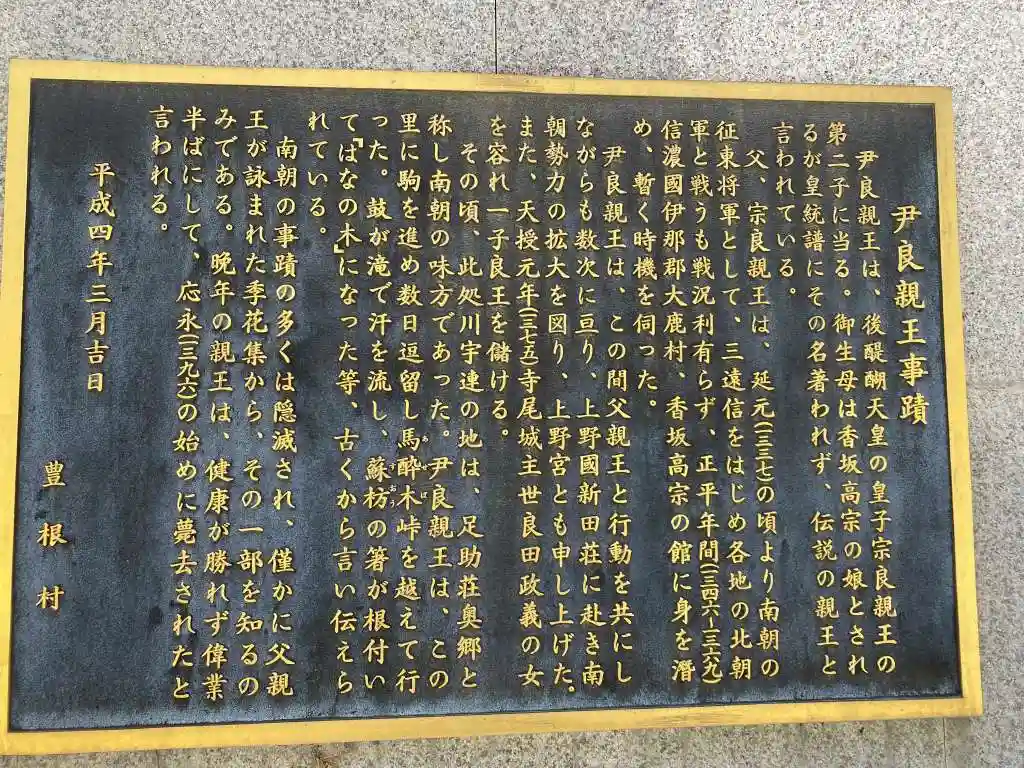 尹良親王事蹟
尹良親王は、後醍醐天皇の皇子宗良親王の
第二子に当る。御生母は香坂高宗の娘とされ
るが皇統譜にその名著われず、伝説の親王と
言われている。
父、宗良親王は、延元(一三三七)の頃より南朝の
征東将軍として、三遠信をはじめ各地の北朝
軍と戦うも戦況利有らず、正平年間(一三四六〜一三六九)
信濃國伊那郡大鹿村、香坂高宗の館に身を潜
め、暫く時機を伺った。
尹良親王は、この間父親王と行動を共にし
ながらも数次に亘り、上野國新田荘に赴き南
朝勢力の拡大を図り、上野宮とも申し上げた。
また、天授元年(一三七五)寺尾城主世良田政義の女
を容れ一子良王を儲ける。
その頃、此処川宇連の地は、足助荘奥郷と
称し南朝の味方であった。尹良親王は、この
里に駒を進め数日逗留し馬酔木峠を越えて行
った。鼓が滝で汗を流し、蘇枋の箸が根付い
て「はなの木」になった等、古くから言い伝えら
れている。
南朝の事蹟の多くは隠滅され、僅かに父親
王が詠まれた季花集から、その一部を知るの
みである。晩年の親王は、健康が勝れず偉業
半ばにして、応永(一三九六)の始めに薨去されたと
言われる。
平成四年三月吉日
豊根村